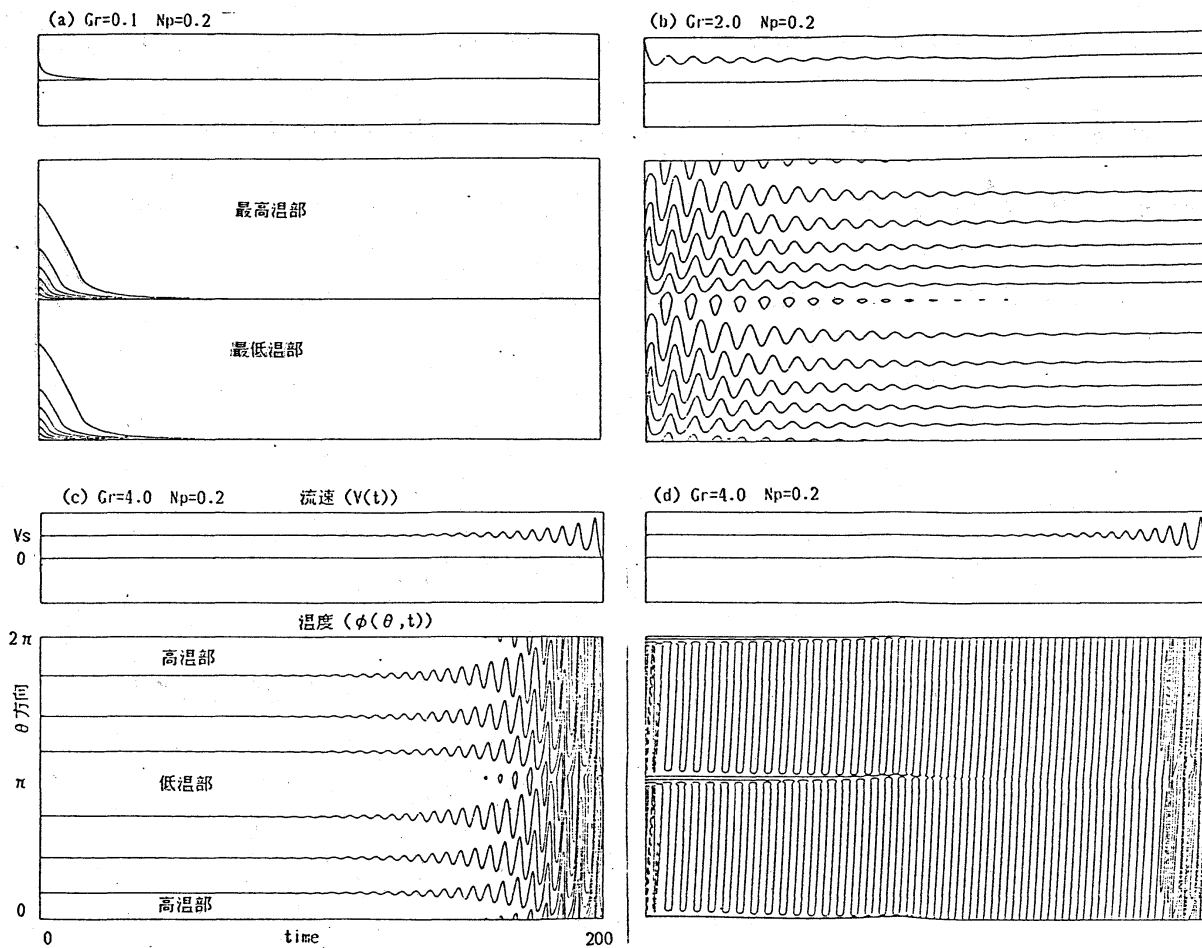 (a) Gr=0.1 Np=0.2
(b) Gr=2.0 Np=0.2
最高温部
最低温部
(c) Gr=4.0 Np=0.2 流速 (V(t))
(d) Gr=4.0 Np=0.2
Vs
0
温度 (φ(θ,t))
2π
高温部
θ方向
π
低温部
高温部
0
0 time 200